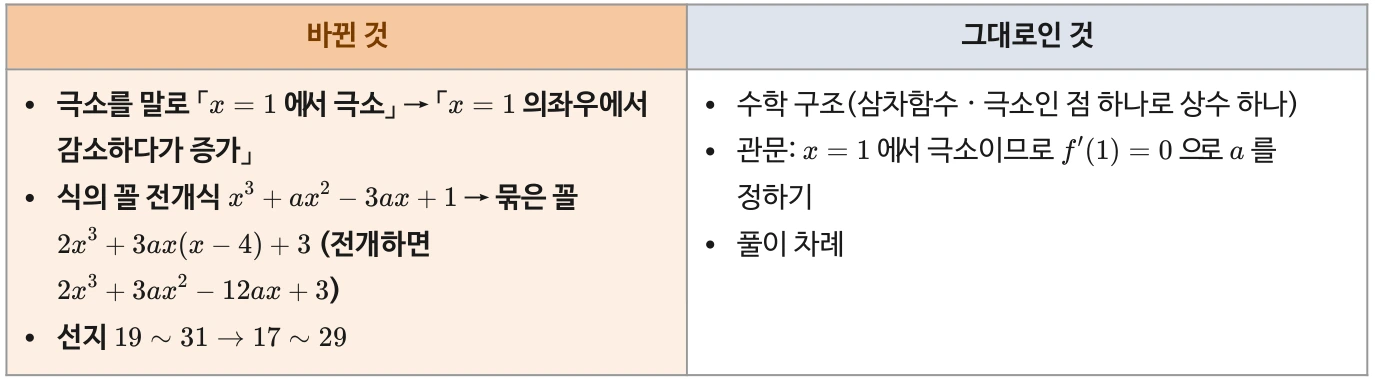 바뀐 것
그대로인 것
• 극소를 말로 「x = 1 에서 극소」 → 「x = 1 의좌우에서
감소하다가 증가」
• 식의 꼴 전개식 x³ + ax² − 3ax + 1 → 묶은 꼴
2x³ + 3ax(x − 4) + 3 (전개하면
2x³ + 3ax² − 12ax + 3)
• 선지 19 ∼ 31 → 17 ∼ 29
• 수학 구조(삼차함수 · 극소인 점 하나로 상수 하나)
• 관문: x = 1 에서 극소이므로 f′(1) = 0 으로 a 를
정하기
• 풀이 차례